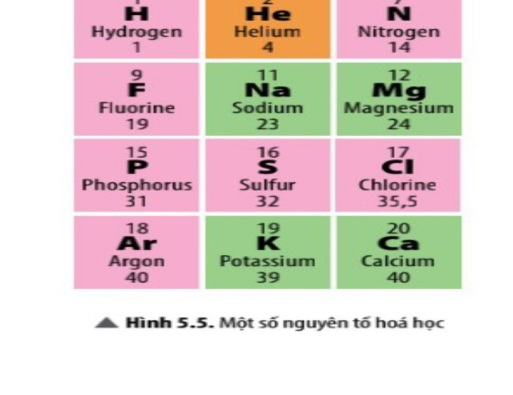 2
7
H
He
N
Hydrogen
Helium
Nitrogen
1
4
14
9
11
12
F
Na
Mg
Fluorine
Sodium
Magnesium
19
23
24
15
16
17
P
S
Cl
Phosphorus
Sulfur
Chlorine
31
32
35,5
18
19
20
Ar
K
Ca
Argon
Potassium
Calcium
40
39
40
▲ Hình 5.5. Một số nguyên tố hoá học